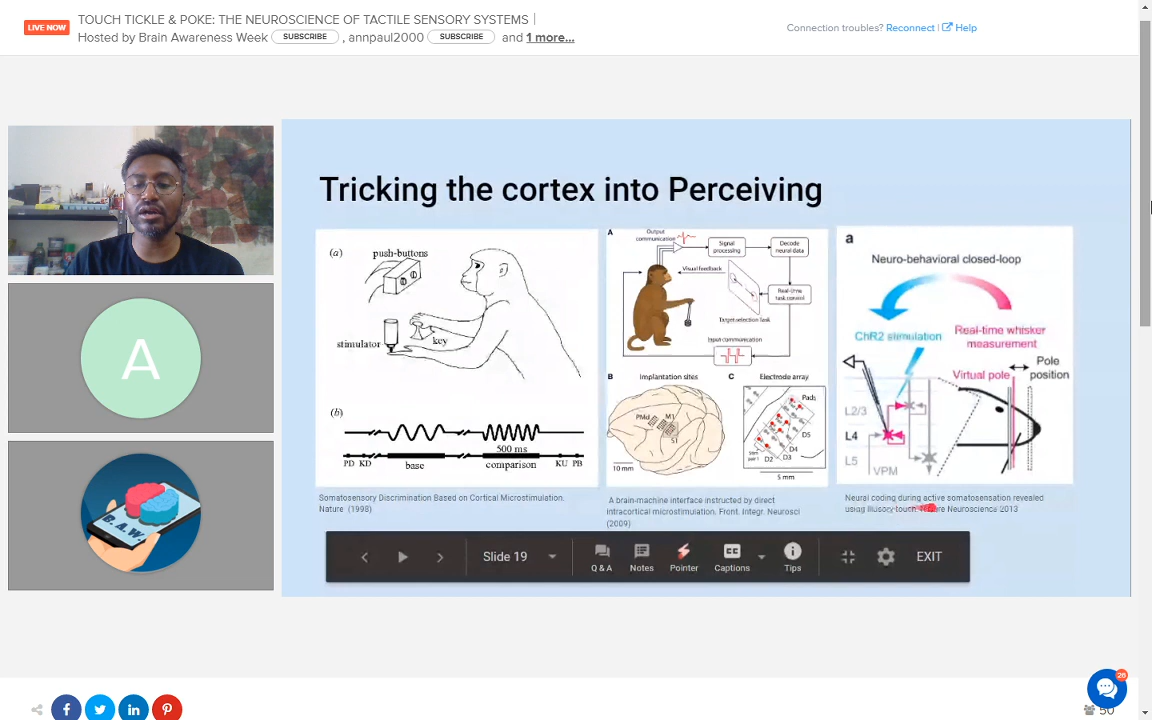 LIVE NOW
TOUCH TICKLE & POKE: THE NEUROSCIENCE OF TACTILE SENSORY SYSTEMS
Hosted by Brain Awareness Week SUBSCRIBE , annpaul2000 SUBSCRIBE and 1 more...
Connection troubles? Reconnect | Help
A
B.A.W.
Tricking the cortex into Perceiving
(a)
push-buttons
stimulator
key
(b)
500 ms
PD KD base comparison KU PB
Somatosensory Discrimination Based on Cortical Microstimulation.
Nature (1998)
A
Output
communication
Signal
processing
Decode
neural data
Visual feedback
Real-time
task control
Target selection Task
Input communication
B Implantation sites
PMd M1
S1
10 mm
C Electrode array
Pads
D5
D4
D3
D2
5 mm
A brain-machine interface instructed by direct
intracortical microstimulation. Front. Integr. Neurosci
(2009)
a
Neuro-behavioral closed-loop
ChR2 stimulation
Real-time whisker
measurement
Virtual pole
Pole
position
L2/3
L4
L5
VPM
Neural coding during active somatosensation revealed
using illusory touch. Neuroscience 2013
Slide 19
Q & A
Notes
Pointer
CC
Captions
Tips
EXIT
26
50